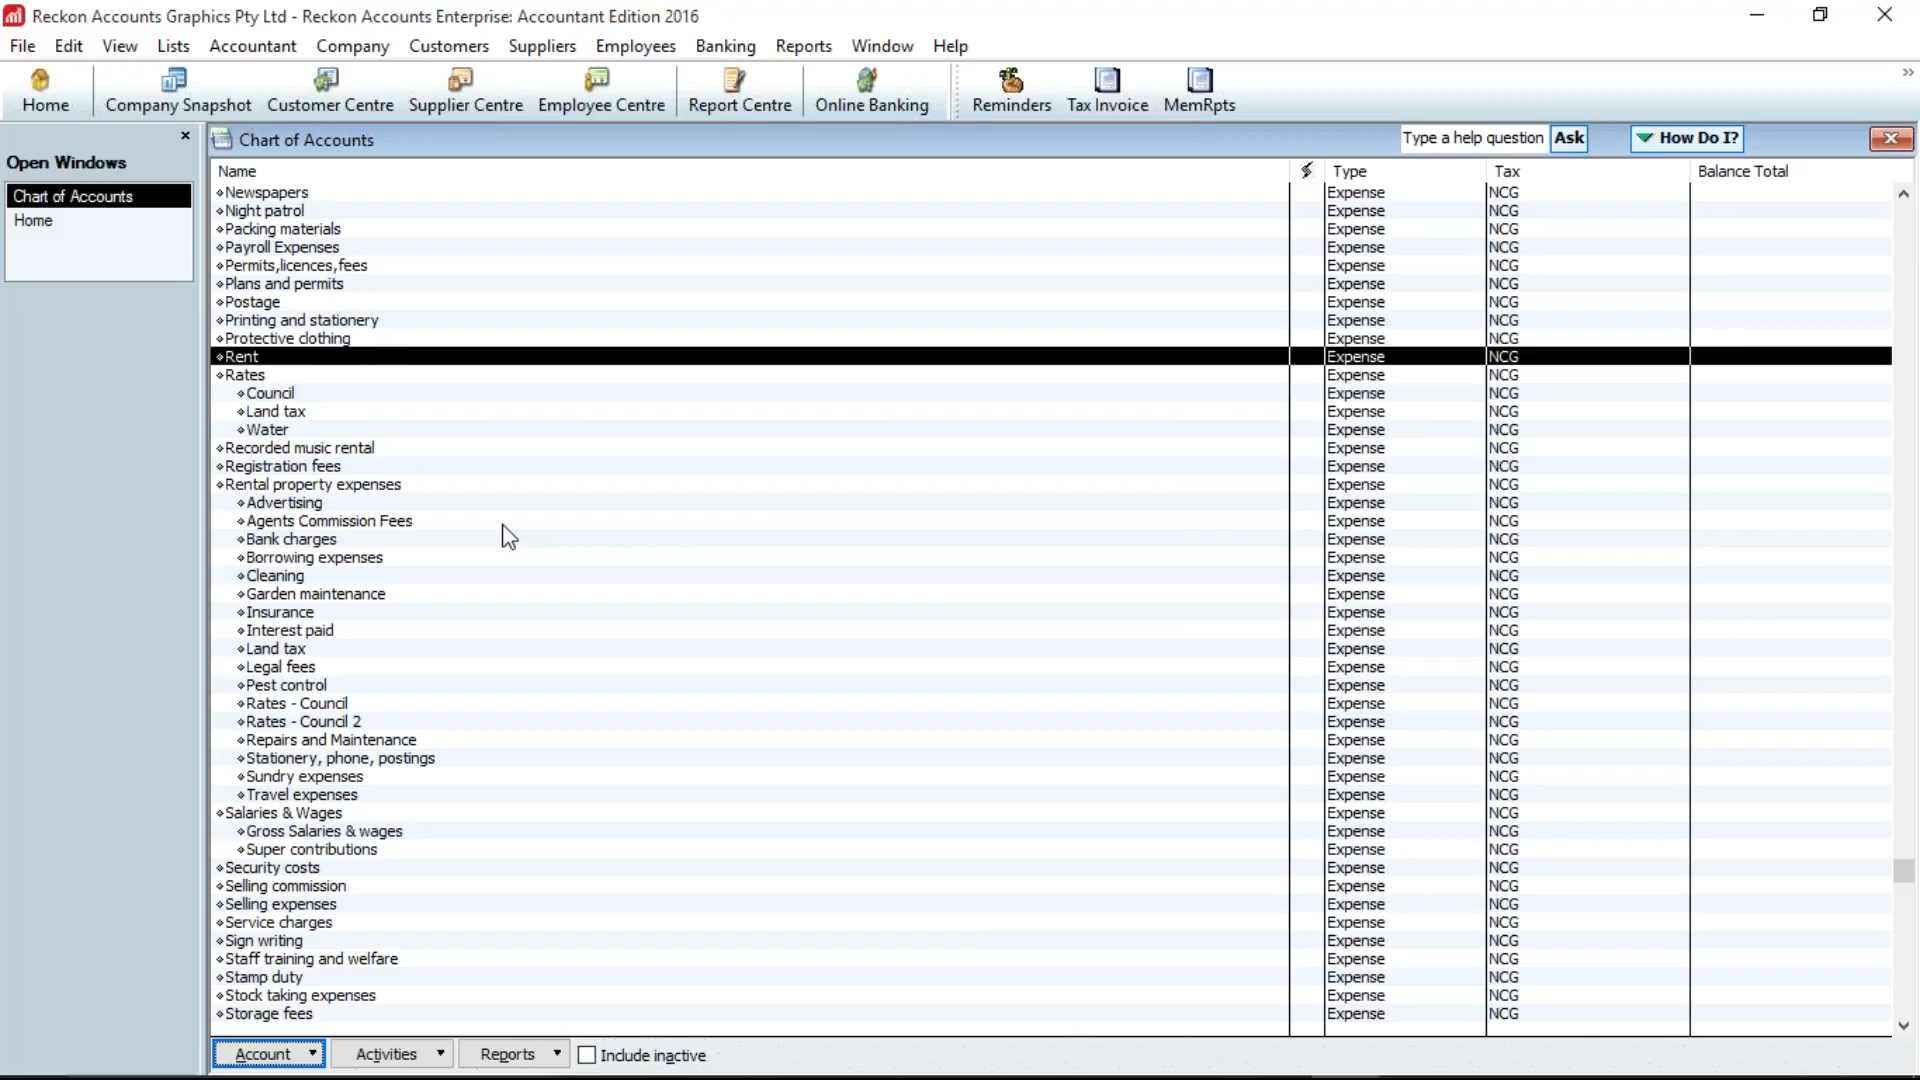 Reckon Accounts Graphics Pty Ltd - Reckon Accounts Enterprise: Accountant Edition 2016
File Edit View Lists Accountant Company Customers Suppliers Employees Banking Reports Window Help
Home Company Snapshot Customer Centre Supplier Centre Employee Centre Report Centre Online Banking Reminders Tax Invoice MemRpts
Open Windows
Chart of Accounts
Home
Chart of Accounts Type a help question Ask How Do I?
Name Type Tax Balance Total
Newspapers Expense NCG
Night patrol Expense NCG
Packing materials Expense NCG
Payroll Expenses Expense NCG
Permits,licences,fees Expense NCG
Plans and permits Expense NCG
Postage Expense NCG
Printing and stationery Expense NCG
Protective clothing Expense NCG
Rent Expense NCG
Rates Expense NCG
Council Expense NCG
Land tax Expense NCG
Water Expense NCG
Recorded music rental Expense NCG
Registration fees Expense NCG
Rental property expenses Expense NCG
Advertising Expense NCG
Agents Commission Fees Expense NCG
Bank charges Expense NCG
Borrowing expenses Expense NCG
Cleaning Expense NCG
Garden maintenance Expense NCG
Insurance Expense NCG
Interest paid Expense NCG
Land tax Expense NCG
Legal fees Expense NCG
Pest control Expense NCG
Rates - Council Expense NCG
Rates - Council 2 Expense NCG
Repairs and Maintenance Expense NCG
Stationery, phone, postings Expense NCG
Sundry expenses Expense NCG
Travel expenses Expense NCG
Salaries & Wages Expense NCG
Gross Salaries & wages Expense NCG
Super contributions Expense NCG
Security costs Expense NCG
Selling commission Expense NCG
Selling expenses Expense NCG
Service charges Expense NCG
Sign writing Expense NCG
Staff training and welfare Expense NCG
Stamp duty Expense NCG
Stock taking expenses Expense NCG
Storage fees Expense NCG
Account Activities Reports Include inactive